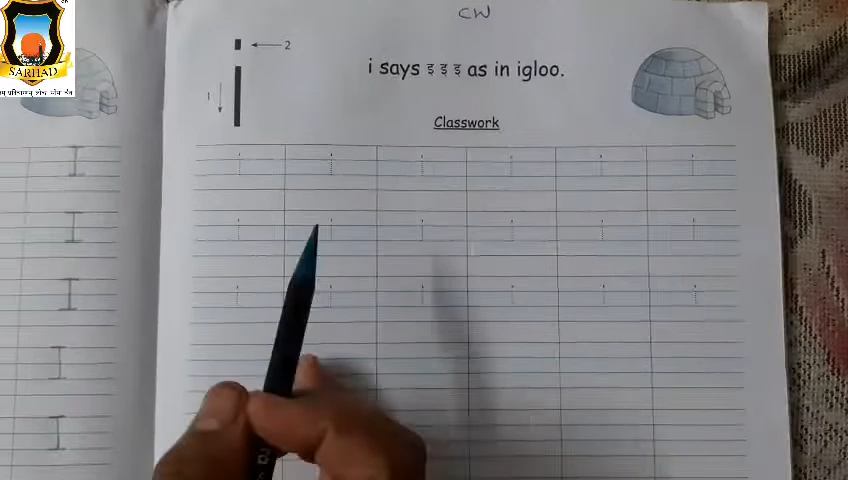 CW
SARHAD
2
i says इ इ इ as in igloo.
1
Classwork